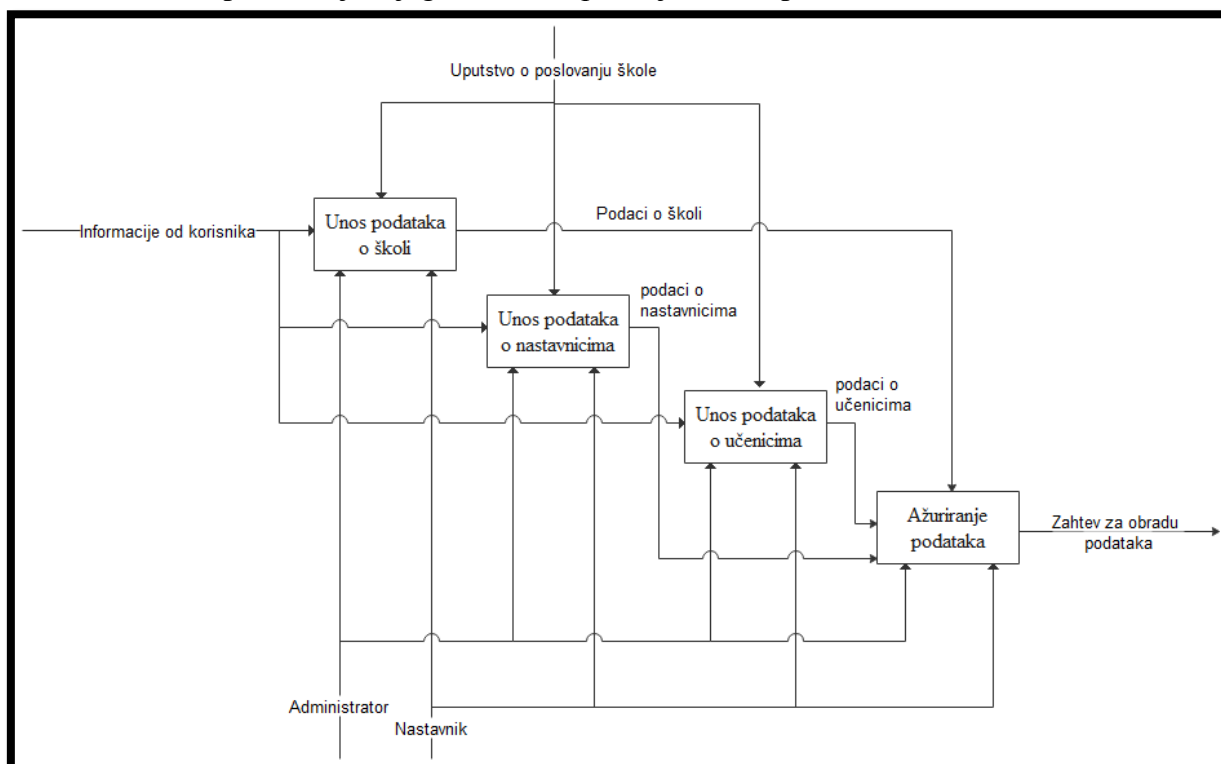 Uputstvo o poslovanju škole
Informacije od korisnika
Unos podataka
o školi
Podaci o školi
Unos podataka
o nastavnicima
podaci o
nastavnicima
Unos podataka
o učenicima
podaci o
učenicima
Ažuriranje
podataka
Zahtev za obradu
podataka
Administrator
Nastavnik